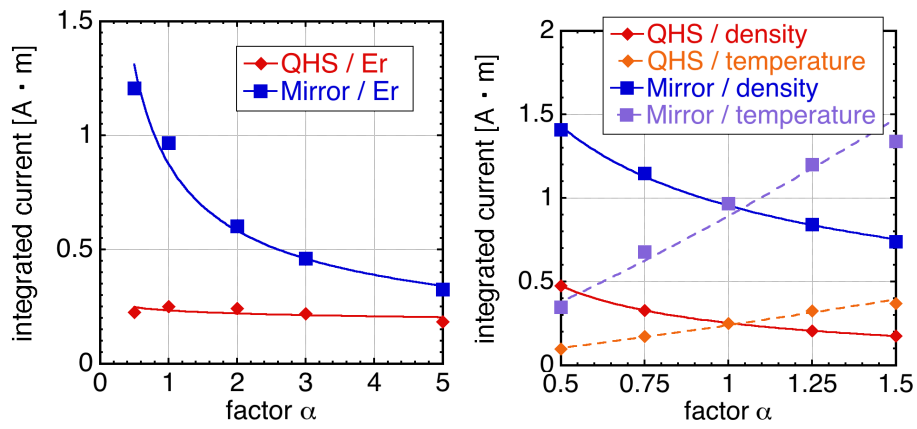 integrated current [A・m]
1.5
1
0.5
0
QHS / Er
Mirror / Er
0 1 2 3 4 5
factor α
integrated current [A・m]
2
1.5
1
0.5
0
QHS / density
QHS / temperature
Mirror / density
Mirror / temperature
0.5 0.75 1 1.25 1.5
factor α